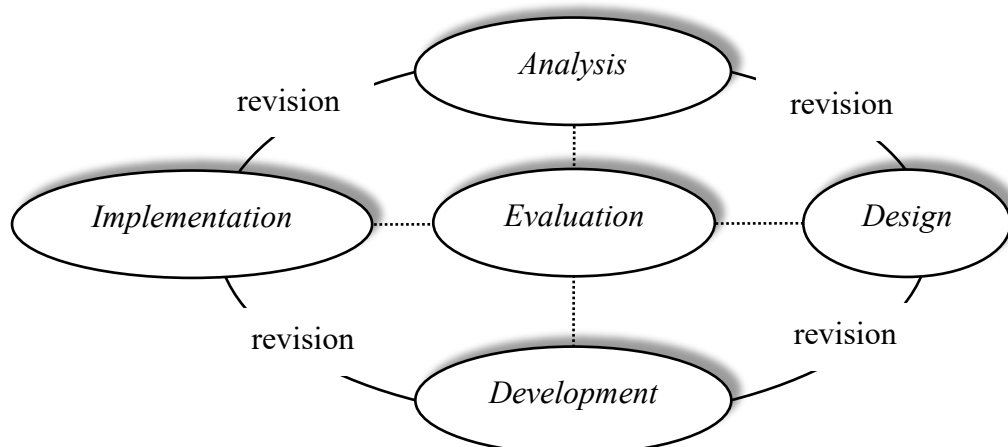 Analysis
revision
revision
Implementation
Evaluation
Design
revision
revision
Development